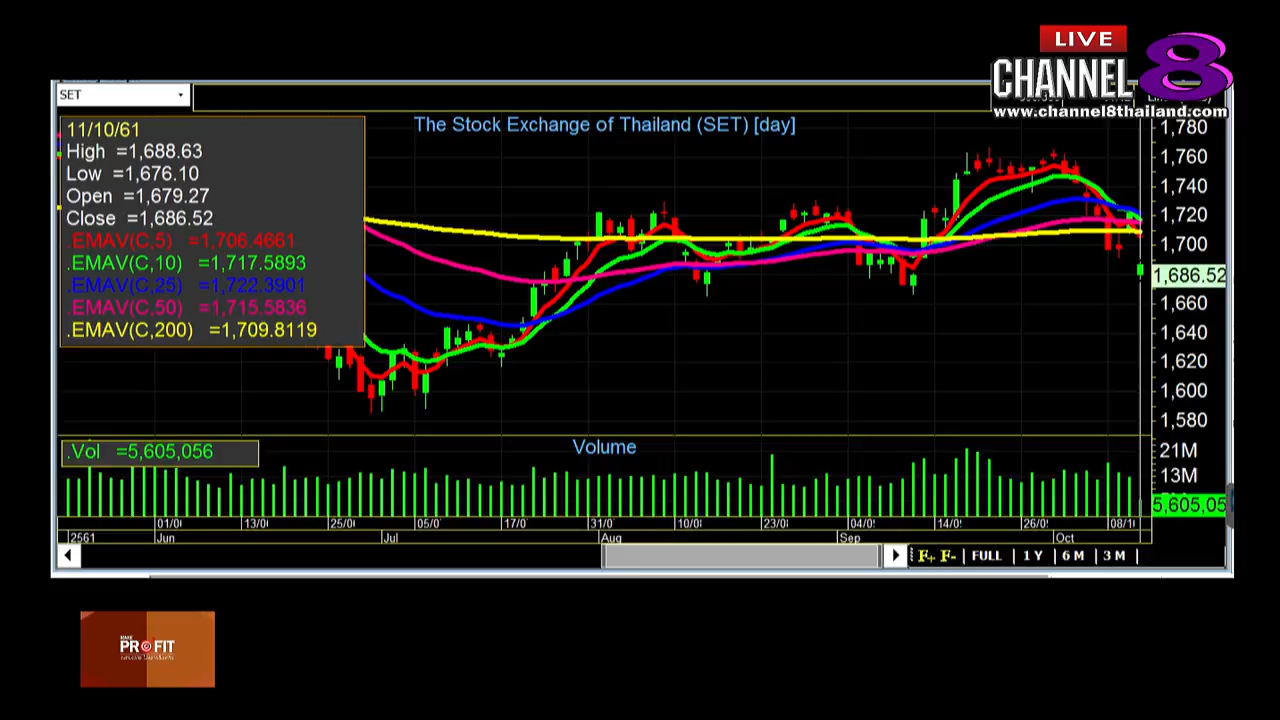 LIVE
CHANNEL 8
www.channel8thailand.com
SET
The Stock Exchange of Thailand (SET) [day]
11/10/61
High =1,688.63
Low =1,676.10
Open =1,679.27
Close =1,686.52
.EMAV(C,5) =1,706.4661
.EMAV(C,10) =1,717.5893
.EMAV(C,25) =1,722.3901
.EMAV(C,50) =1,715.5836
.EMAV(C,200) =1,709.8119
1,780
1,760
1,740
1,720
1,700
1,686.52
1,660
1,640
1,620
1,600
1,580
.Vol =5,605,056
Volume
21M
13M
5,605,05
01/0 13/0 25/0 05/0 17/0 31/0 10/0 23/0 04/0 14/0 26/0 08/1
2561 Jun Jul Aug Sep Oct
F+ F- FULL 1 Y 6 M 3 M
MAKE
PROFIT